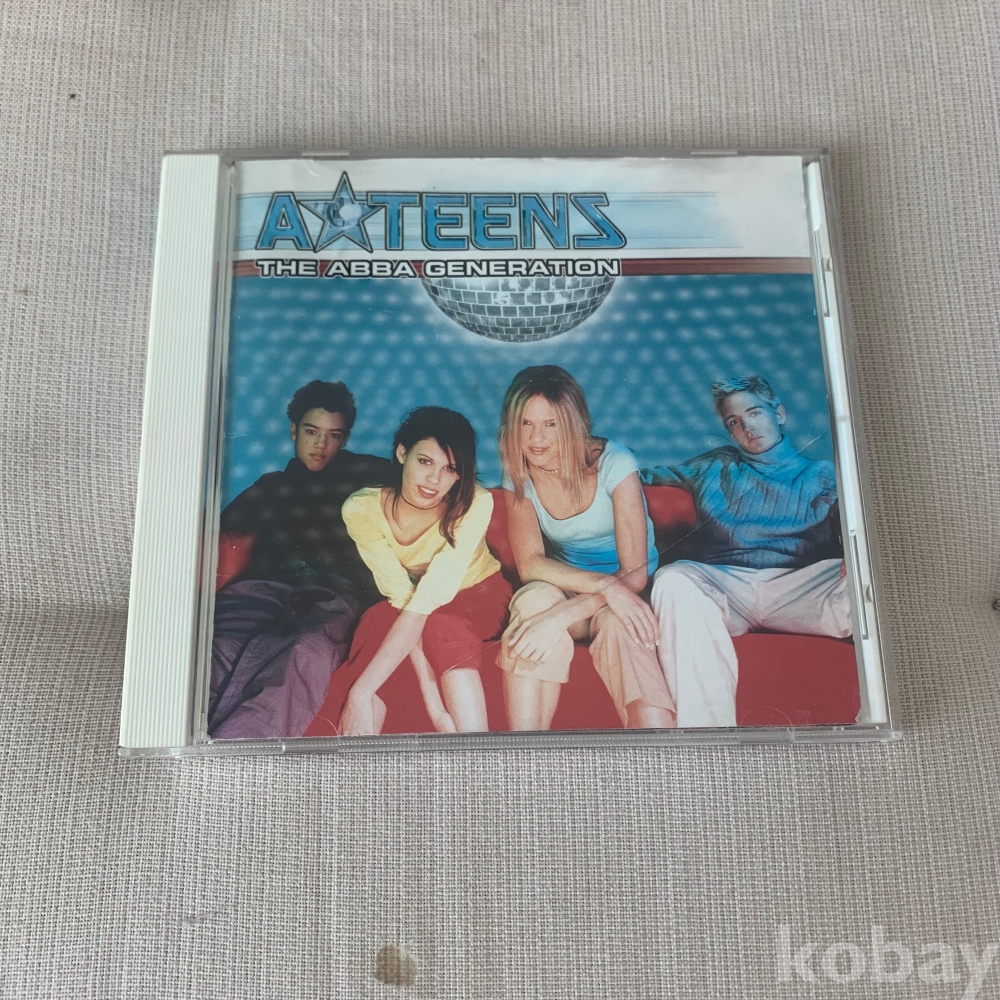 A★TEENS
THE ABBA GENERATION
kobay